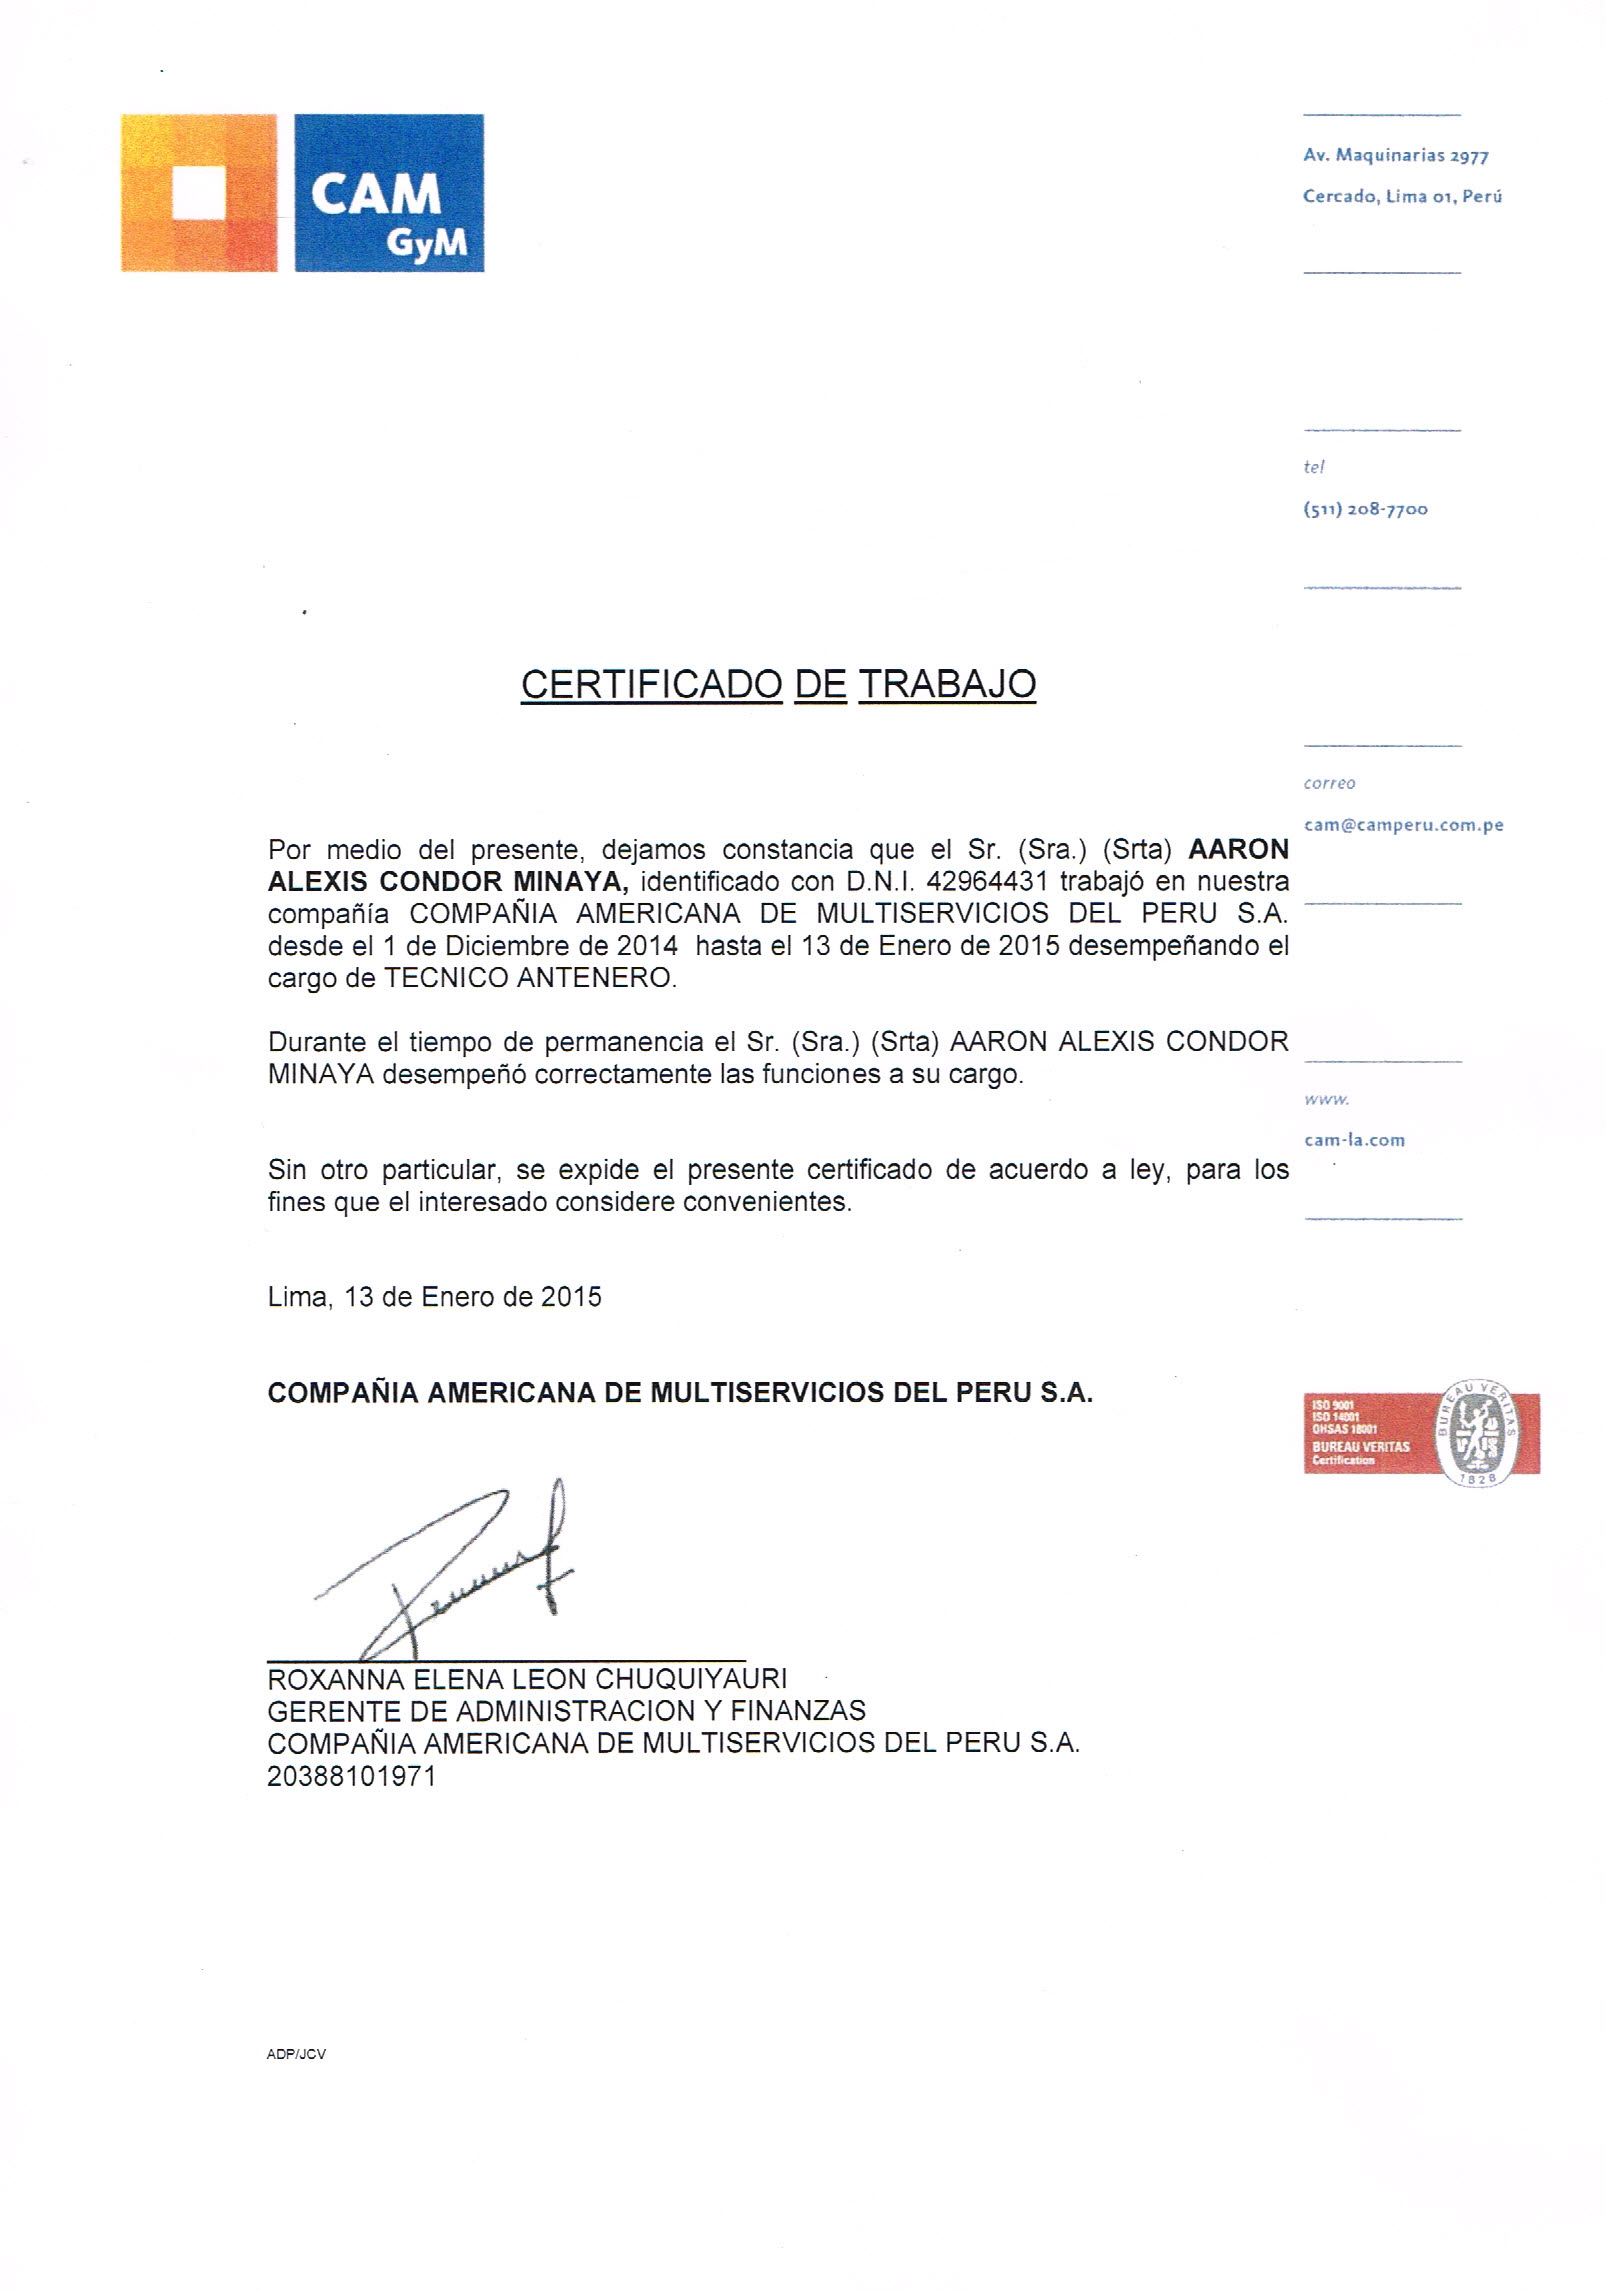 CAM
GyM
Av. Maquinarias 2977
Cercado, Lima 01, Perú
tel
(511) 208-7700
CERTIFICADO DE TRABAJO
correo
cam@camperu.com.pe
Por medio del presente, dejamos constancia que el Sr. (Sra.) (Srta) AARON
ALEXIS CONDOR MINAYA, identificado con D.N.I. 42964431 trabajó en nuestra
compañía COMPAÑIA AMERICANA DE MULTISERVICIOS DEL PERU S.A.
desde el 1 de Diciembre de 2014 hasta el 13 de Enero de 2015 desempeñando el
cargo de TECNICO ANTENERO.
Durante el tiempo de permanencia el Sr. (Sra.) (Srta) AARON ALEXIS CONDOR
MINAYA desempeñó correctamente las funciones a su cargo.
www.
cam-la.com
Sin otro particular, se expide el presente certificado de acuerdo a ley, para los
fines que el interesado considere convenientes.
Lima, 13 de Enero de 2015
COMPAÑIA AMERICANA DE MULTISERVICIOS DEL PERU S.A.
ISO 9001
ISO 14001
OHSAS 18001
BUREAU VERITAS
Certification
BUREAU VERITAS
1828
ROXANNA ELENA LEON CHUQUIYAURI
GERENTE DE ADMINISTRACION Y FINANZAS
COMPAÑIA AMERICANA DE MULTISERVICIOS DEL PERU S.A.
20388101971
ADP/JCV